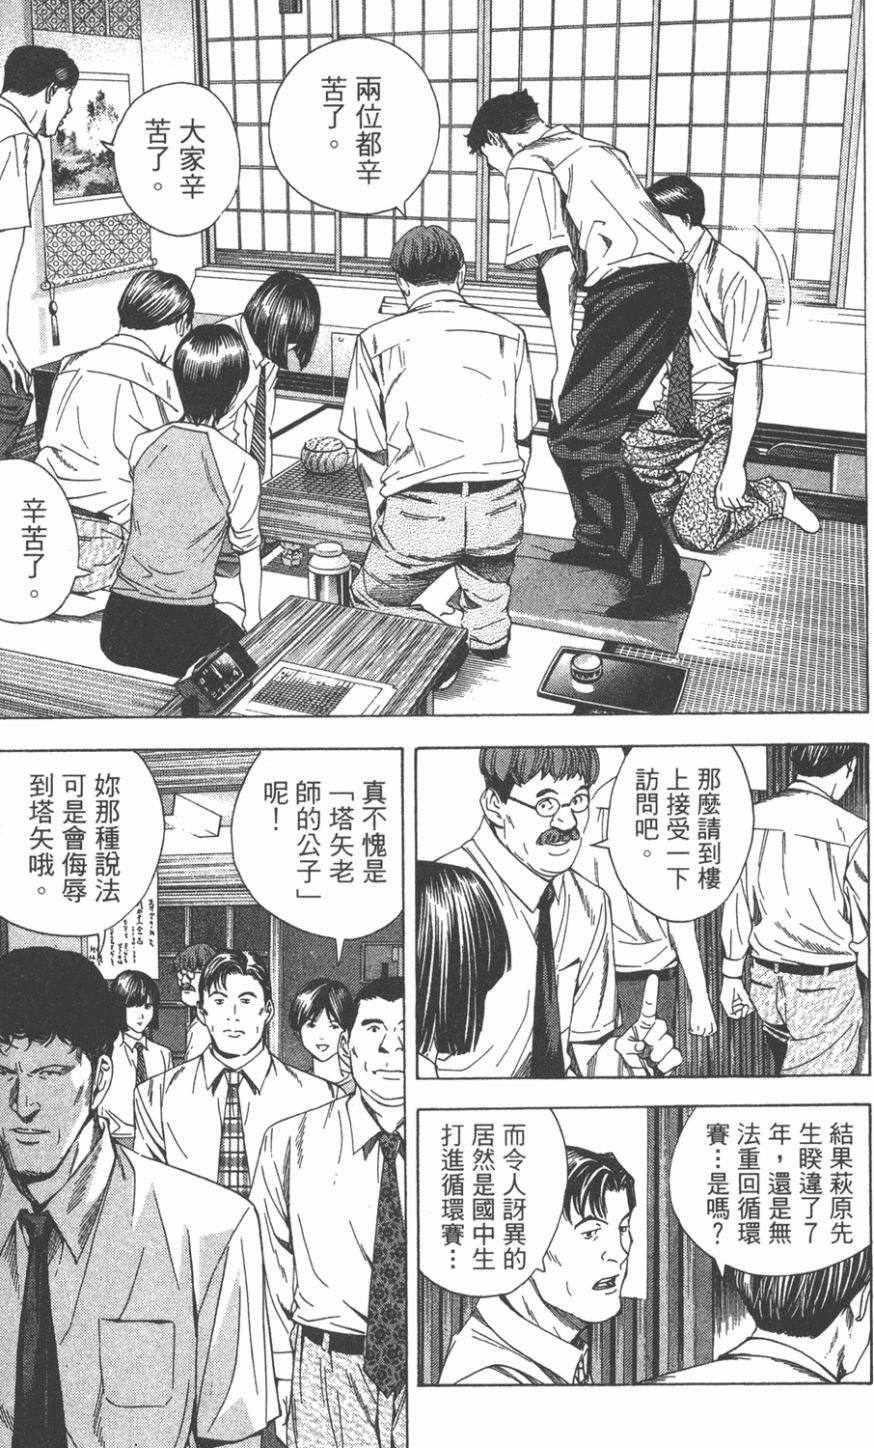 兩位都辛
苦了。
大家辛
苦了。
辛苦了。
那麼請到樓
上接受一下
訪問吧。
結果萩原先
生睽違了7
年，還是無
法重回循環
賽…是嗎？
而令人訝異的
居然是國中生
打進循環賽…
真不愧是
「塔矢老
師的公子」
呢！
妳那種說法
可是會侮辱
到塔矢哦。